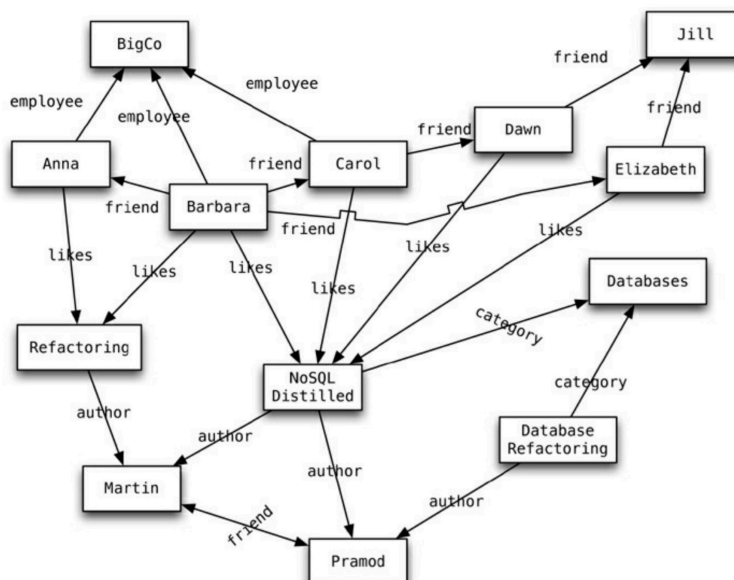 BigCo
Jill
friend
employee
employee
employee
friend
Dawn
friend
Anna
friend
Carol
Elizabeth
friend
Barbara
friend
likes
likes
likes
likes
likes
likes
Databases
Refactoring
category
NoSQL
Distilled
category
author
author
Database
Refactoring
author
Martin
author
friend
Pramod